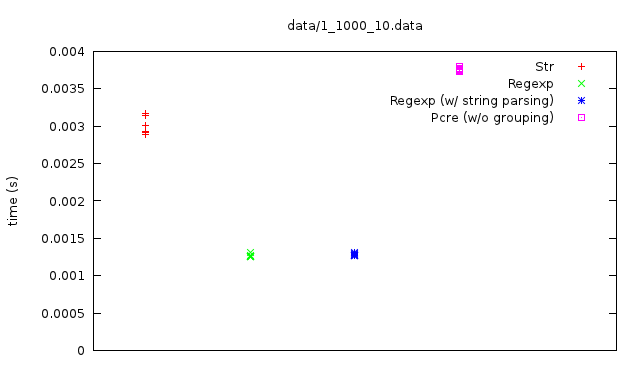 data/1_1000_10.data
time (s)
0.004
0.0035
0.003
0.0025
0.002
0.0015
0.001
0.0005
0
Str
Regexp
Regexp (w/ string parsing)
Pcre (w/o grouping)